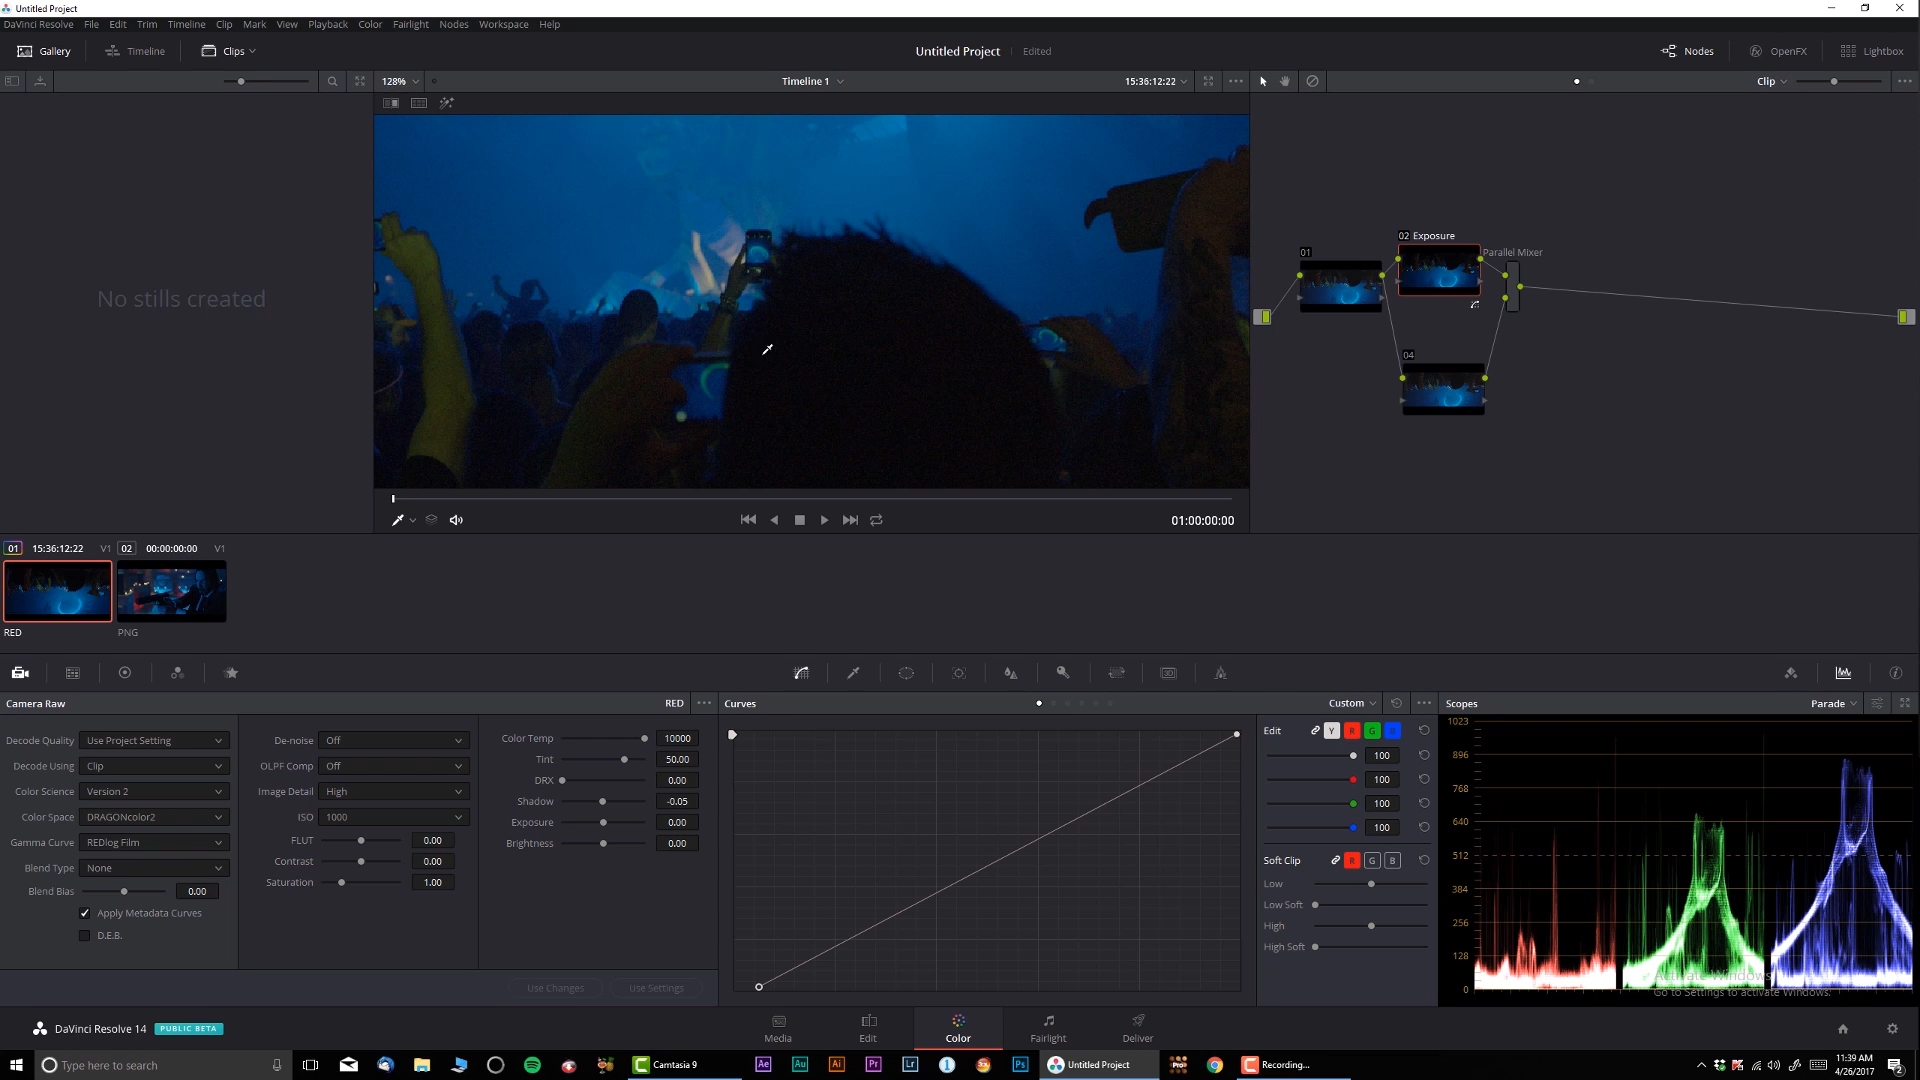 Untitled Project
DaVinci Resolve File Edit Trim Timeline Clip Mark View Playback Color Fairlight Nodes Workspace Help
Gallery Timeline Clips Untitled Project Edited Nodes OpenFX Lightbox
128% Timeline 1 15:36:12:22 Clip
No stills created
02 Exposure
01
Parallel Mixer
04
01:00:00:00
01 15:36:12:22 V1 02 00:00:00:00 V1
RED PNG
Camera Raw RED
Decode Quality Use Project Setting
Decode Using Clip
Color Science Version 2
Color Space DRAGONcolor2
Gamma Curve REDlog Film
Blend Type None
Blend Bias 0.00
Apply Metadata Curves
D.E.B.
De-noise Off
OLPF Comp Off
Image Detail High
ISO 1000
FLUT 0.00
Contrast 0.00
Saturation 1.00
Color Temp 10000
Tint 50.00
DRX 0.00
Shadow -0.05
Exposure 0.00
Brightness 0.00
Use Changes Use Settings
Curves Custom
Edit Y R G B
100
100
100
100
Soft Clip R G B
Low
Low Soft
High
High Soft
Scopes Parade
1023
896
768
640
512
384
256
128
0
Activate Windows
Go to Settings to activate Windows.
DaVinci Resolve 14 PUBLIC BETA
Media Edit Color Fairlight Deliver
Type here to search
Camtasia 9
Ae Au Ai Pr Lr Ps
Untitled Project
Recording...
11:39 AM
4/26/2017
2